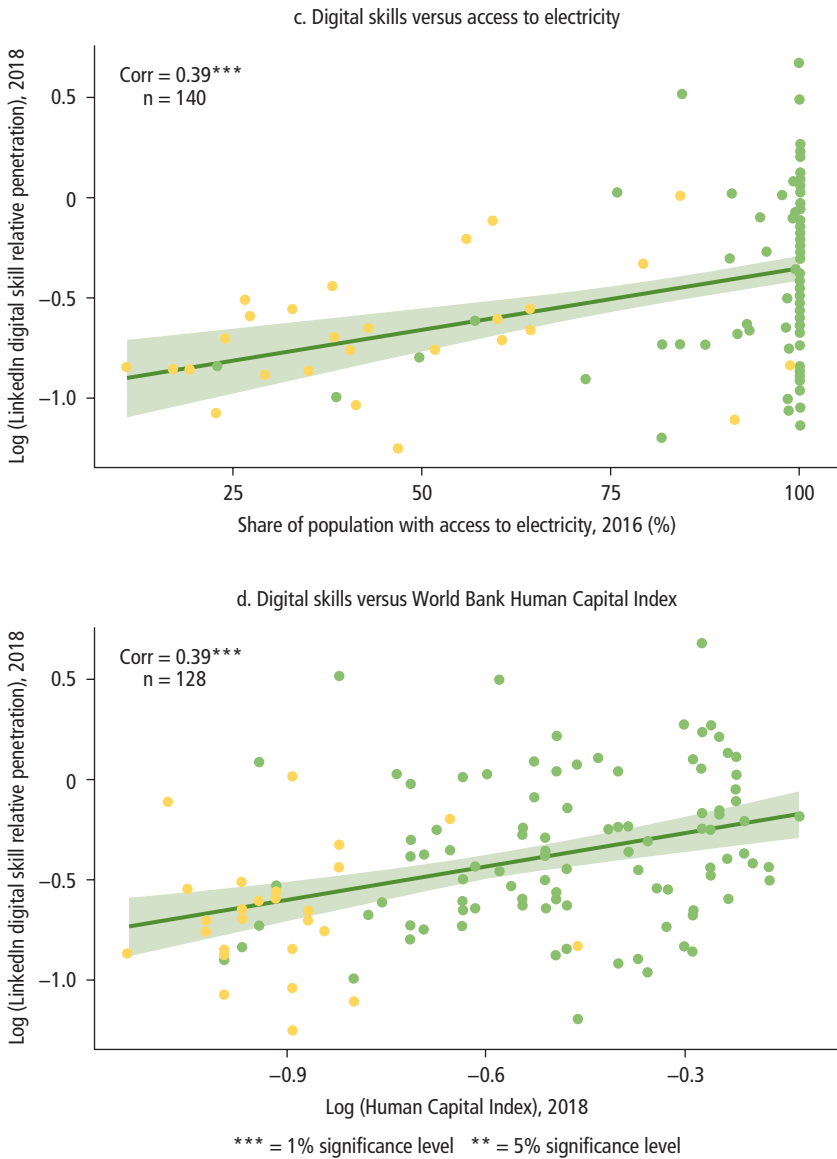 c. Digital skills versus access to electricity
Log (LinkedIn digital skill relative penetration), 2018
Corr = 0.39***
n = 140
0.5
0
−0.5
−1.0
25 50 75 100
Share of population with access to electricity, 2016 (%)
d. Digital skills versus World Bank Human Capital Index
Log (LinkedIn digital skill relative penetration), 2018
Corr = 0.39***
n = 128
0.5
0
−0.5
−1.0
−0.9 −0.6 −0.3
Log (Human Capital Index), 2018
*** = 1% significance level ** = 5% significance level